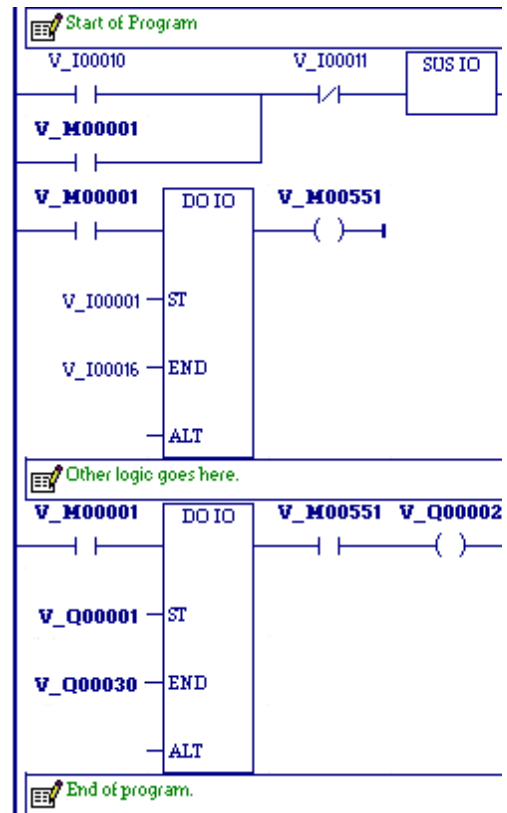 Start of Program
V_I00010 V_I00011 SUS IO
V_M00001
V_M00001 DO IO V_M00551
V_I00001 ST
V_I00016 END
ALT
Other logic goes here.
V_M00001 DO IO V_M00551 V_Q00002
V_Q00001 ST
V_Q00030 END
ALT
End of program.